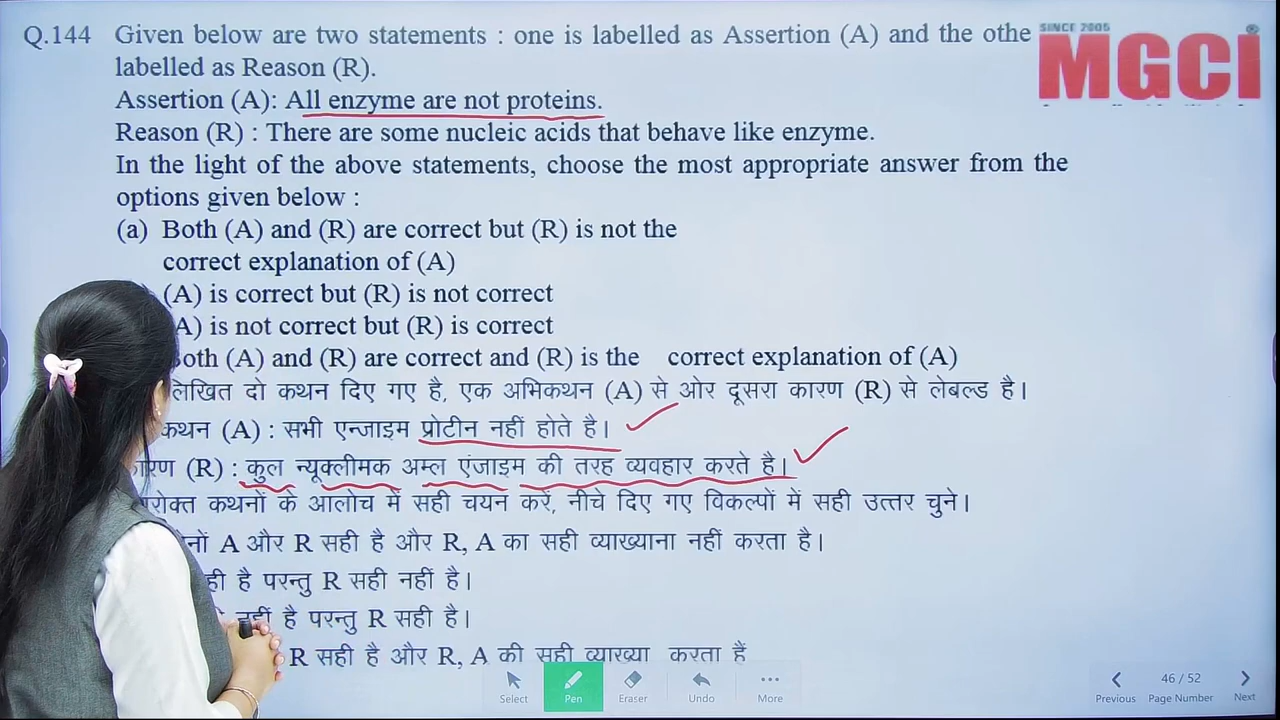 Q.144 Given below are two statements : one is labelled as Assertion (A) and the othe
SINCE 2005
MGCI
labelled as Reason (R).
Assertion (A): All enzyme are not proteins.
Reason (R) : There are some nucleic acids that behave like enzyme.
In the light of the above statements, choose the most appropriate answer from the
options given below :
(a) Both (A) and (R) are correct but (R) is not the
correct explanation of (A)
(A) is correct but (R) is not correct
A) is not correct but (R) is correct
Both (A) and (R) are correct and (R) is the correct explanation of (A)
लिखित दो कथन दिए गए है, एक अभिकथन (A) से ओर दूसरा कारण (R) से लेबल्ड है।
कथन (A) : सभी एन्जाइम प्रोटीन नहीं होते है।
(R) : कुल न्यूक्लीमक अम्ल एंजाइम की तरह व्यवहार करते है।
रोक्त कथनों के आलोच में सही चयन करें, नीचे दिए गए विकल्पों में सही उत्तर चुने।
नों A और R सही है और R, A का सही व्याख्याना नहीं करता है।
ही है परन्तु R सही नहीं है।
नहीं है परन्तु R सही है।
R सही है और R, A की सही व्याख्या करता है
Select Pen Eraser Undo More
46 / 52
Previous Page Number Next